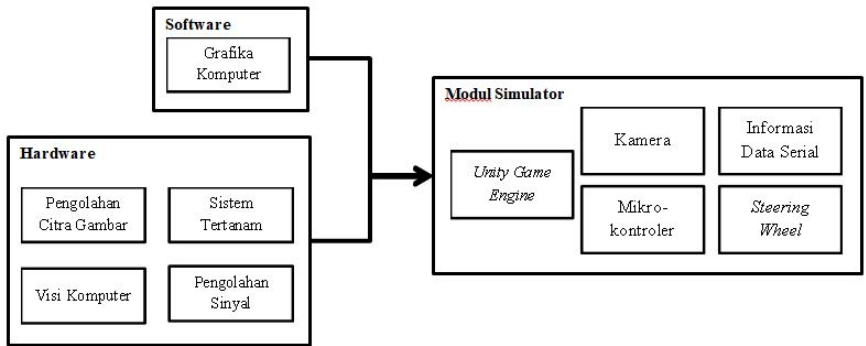 Software
Grafika
Komputer
Hardware
Pengolahan
Citra Gambar
Sistem
Tertanam
Visi Komputer
Pengolahan
Sinyal
Modul Simulator
Unity Game
Engine
Kamera
Informasi
Data Serial
Mikro-
kontroler
Steering
Wheel